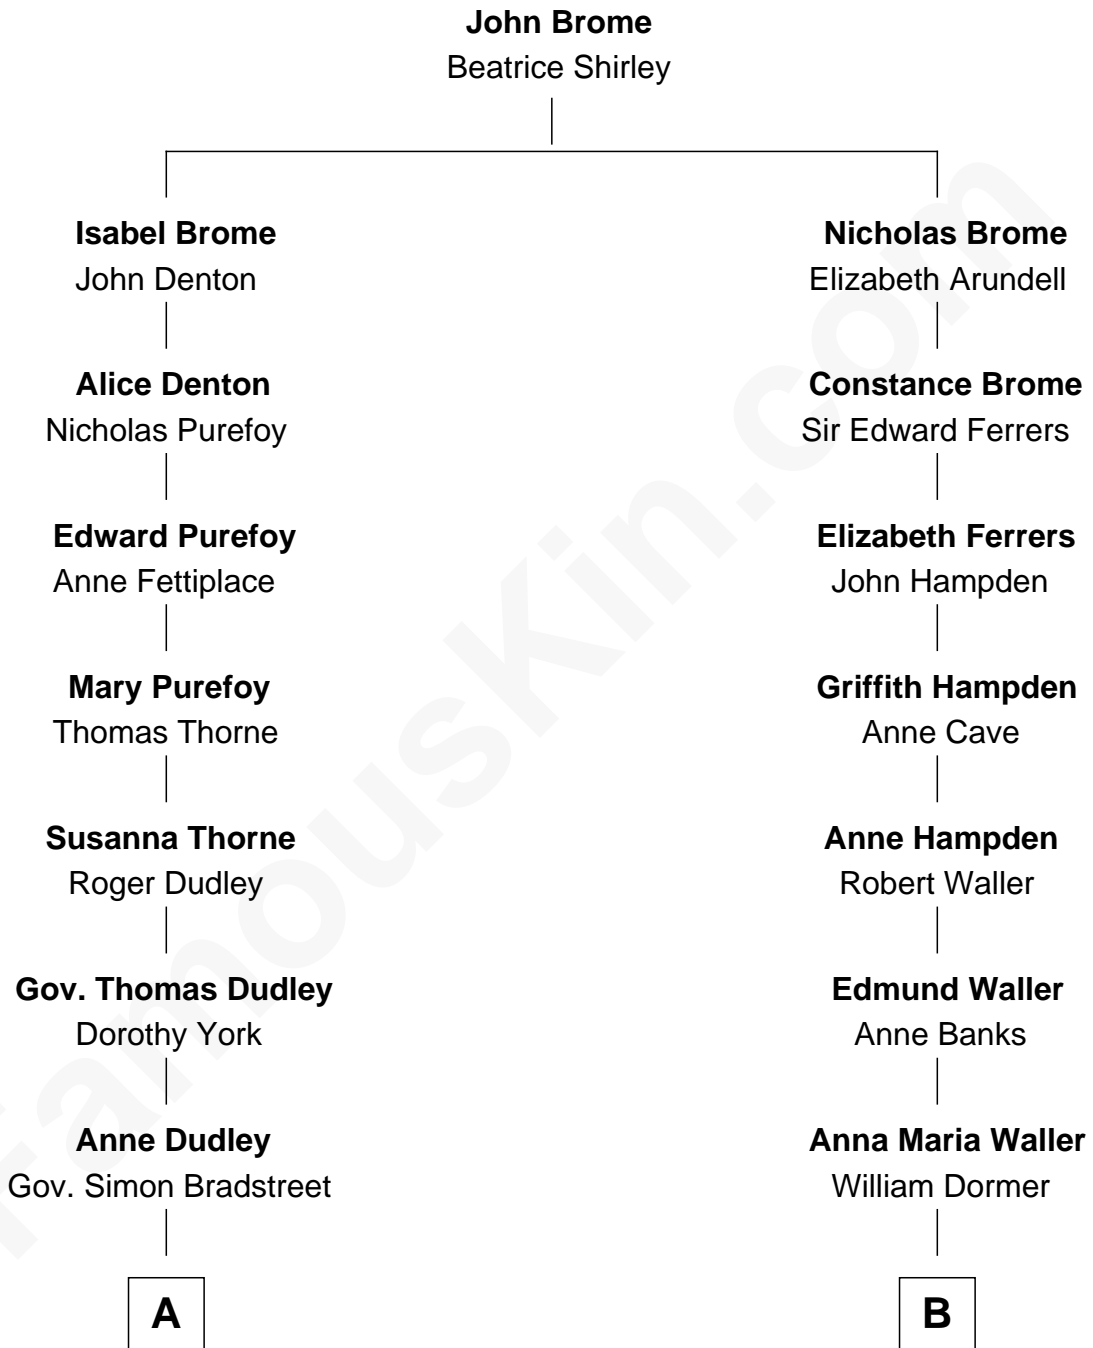 John Brome
Beatrice Shirley
Isabel Brome
John Denton
Alice Denton
Nicholas Purefoy
Edward Purefoy
Anne Fettiplace
Mary Purefoy
Thomas Thorne
Susanna Thorne
Roger Dudley
Gov. Thomas Dudley
Dorothy York
Anne Dudley
Gov. Simon Bradstreet
A
Nicholas Brome
Elizabeth Arundell
Constance Brome
Sir Edward Ferrers
Elizabeth Ferrers
John Hampden
Griffith Hampden
Anne Cave
Anne Hampden
Robert Waller
Edmund Waller
Anne Banks
Anna Maria Waller
William Dormer
B
FamousKin.com